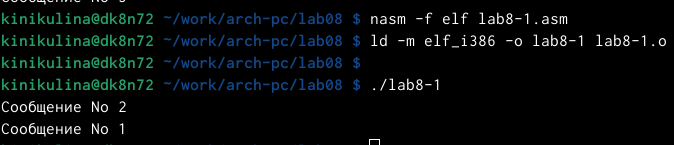 kinikulina@dk8n72 ~/work/arch-pc/lab08 $ nasm -f elf lab8-1.asm
kinikulina@dk8n72 ~/work/arch-pc/lab08 $ ld -m elf_i386 -o lab8-1 lab8-1.o
kinikulina@dk8n72 ~/work/arch-pc/lab08 $
kinikulina@dk8n72 ~/work/arch-pc/lab08 $ ./lab8-1
Сообщение No 2
Сообщение No 1